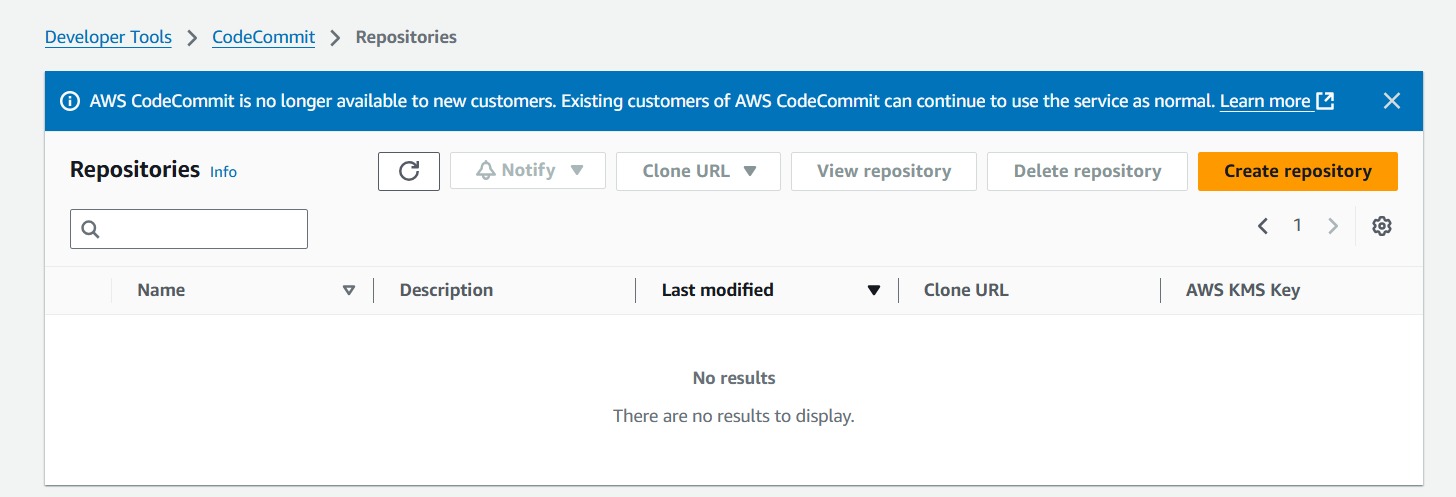 Developer Tools > CodeCommit > Repositories
AWS CodeCommit is no longer available to new customers. Existing customers of AWS CodeCommit can continue to use the service as normal. Learn more
Repositories Info Notify Clone URL View repository Delete repository Create repository
1
Name Description Last modified Clone URL AWS KMS Key
No results
There are no results to display.